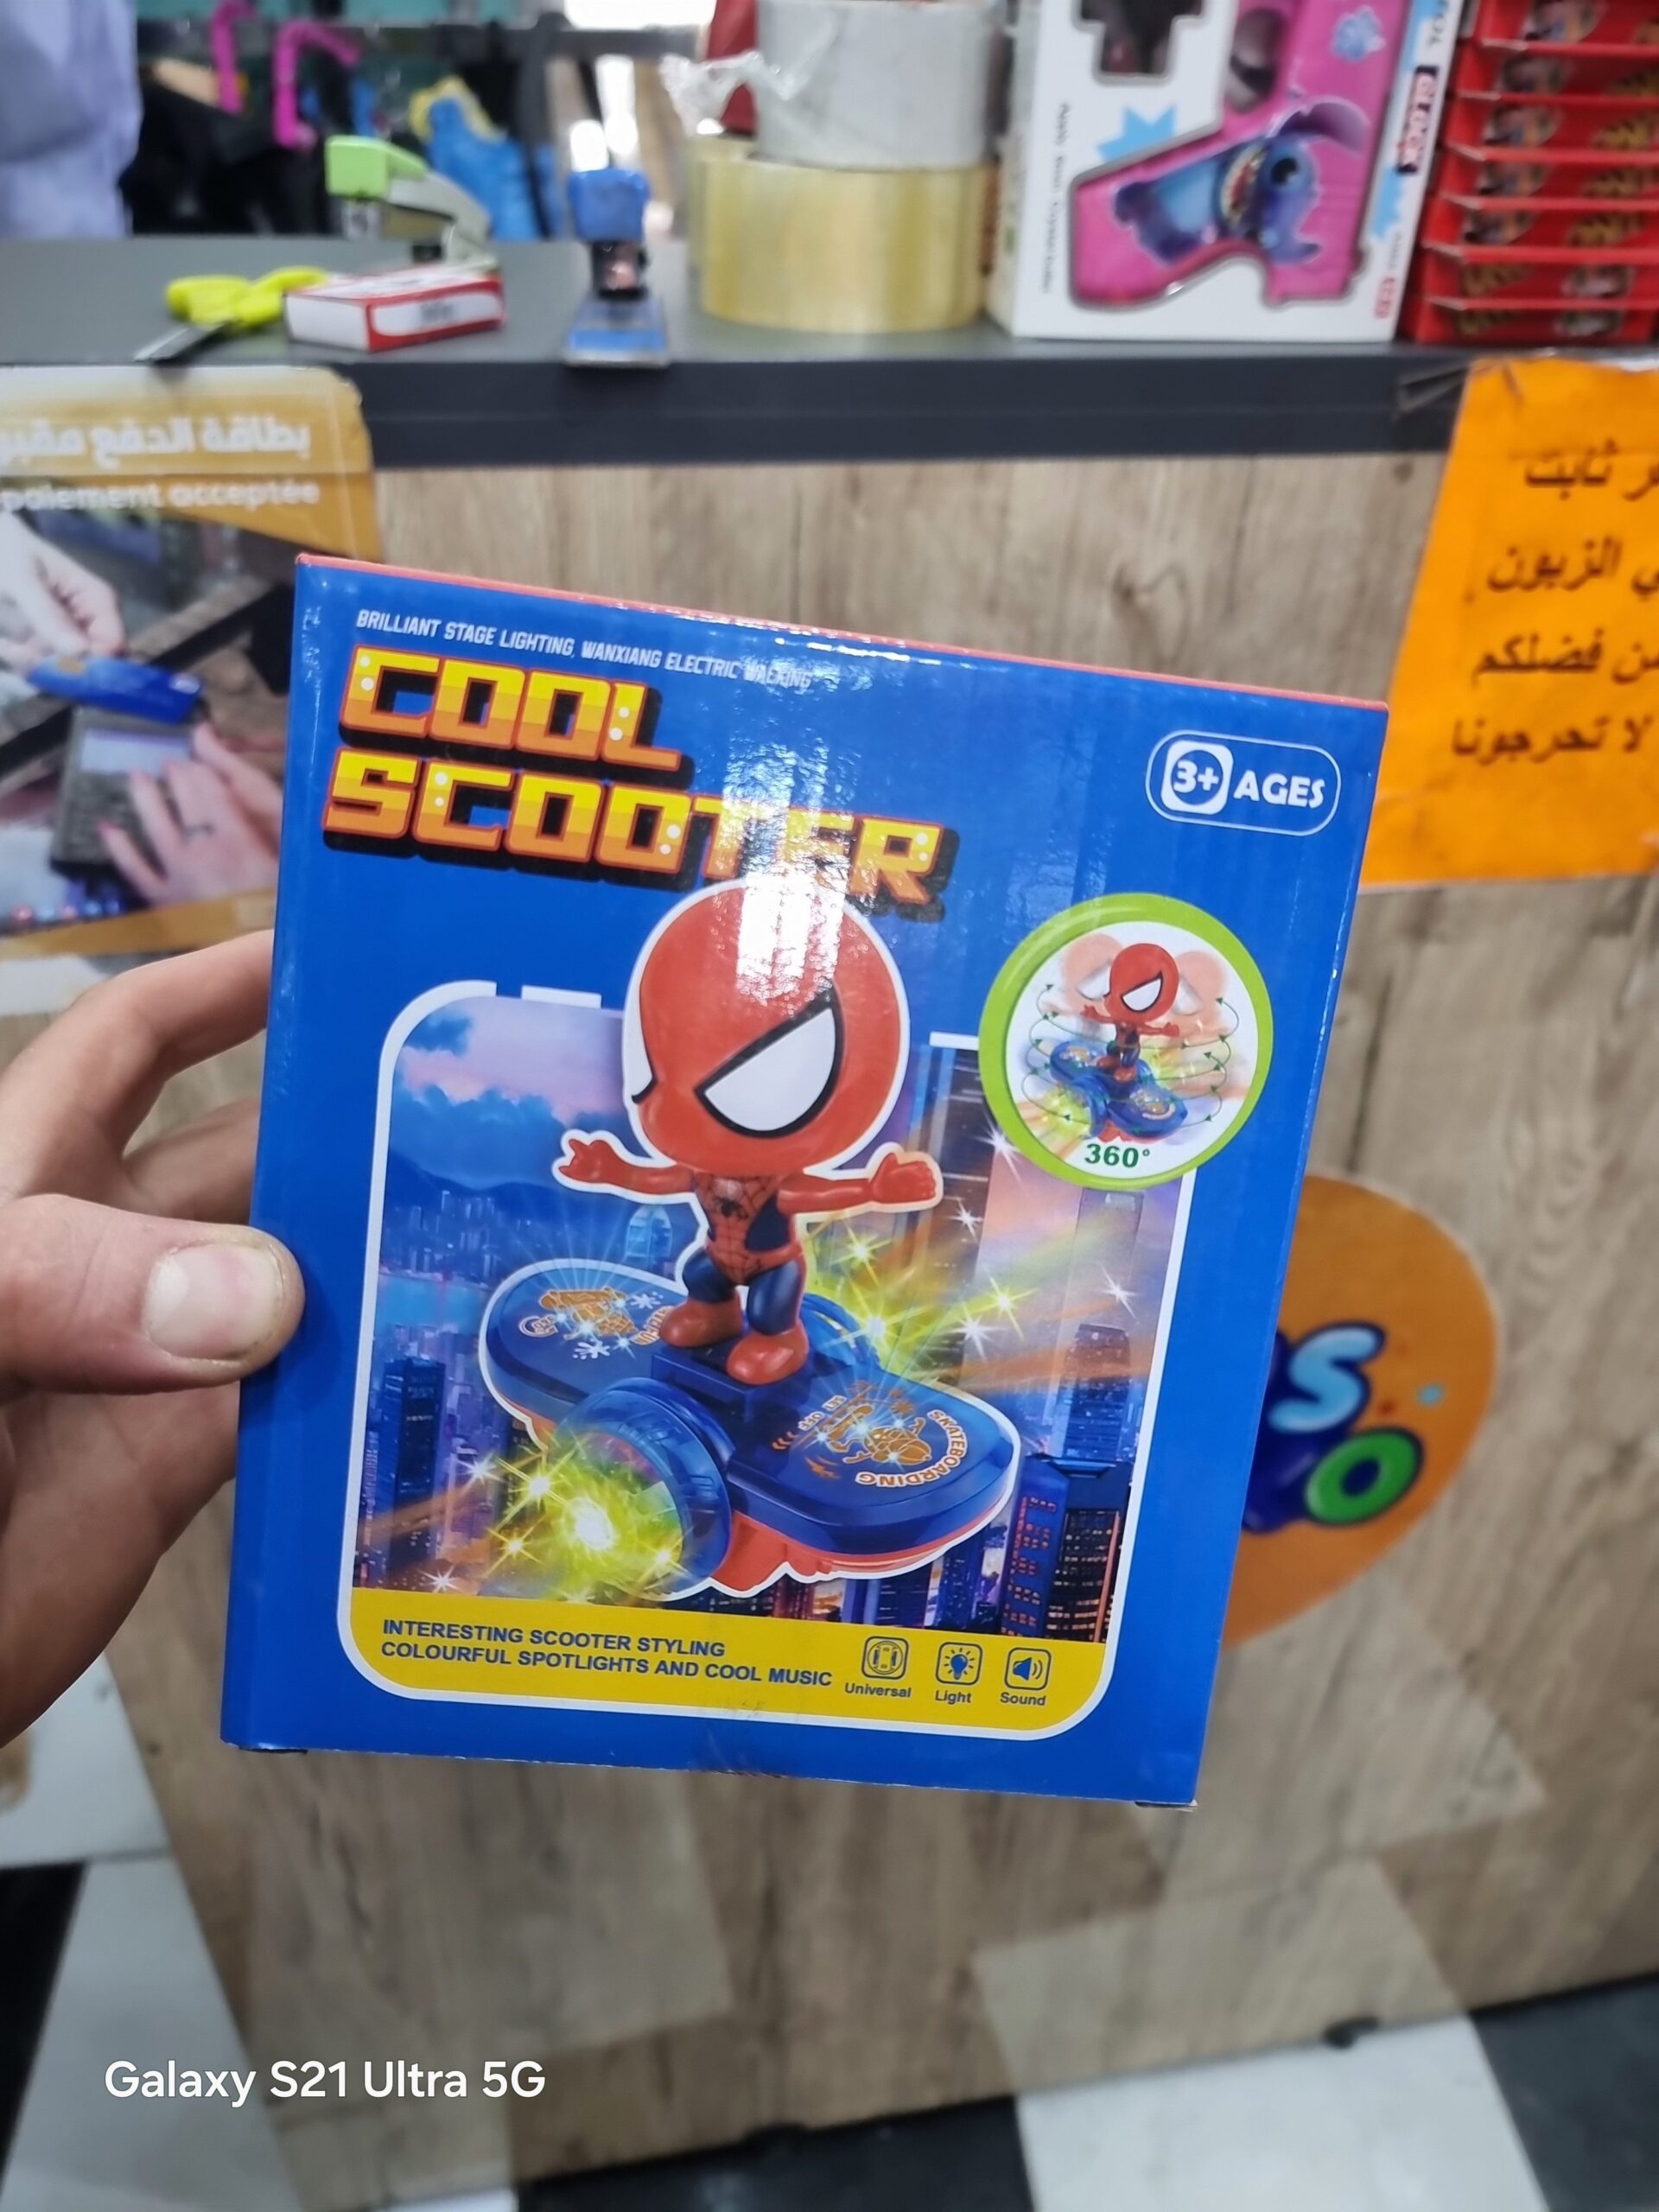 بطاقة الدفع
paiement acceptée
ثابت
الزبون
من فضلكم
لا تحرجونا
BRILLIANT STAGE LIGHTING, WANXIANG ELECTRIC WALKING
COOL
SCOOTER
3+ AGES
360°
SKATEBOARDING
INTERESTING SCOOTER STYLING
COLOURFUL SPOTLIGHTS AND COOL MUSIC
Universal
Light
Sound
SO
Galaxy S21 Ultra 5G